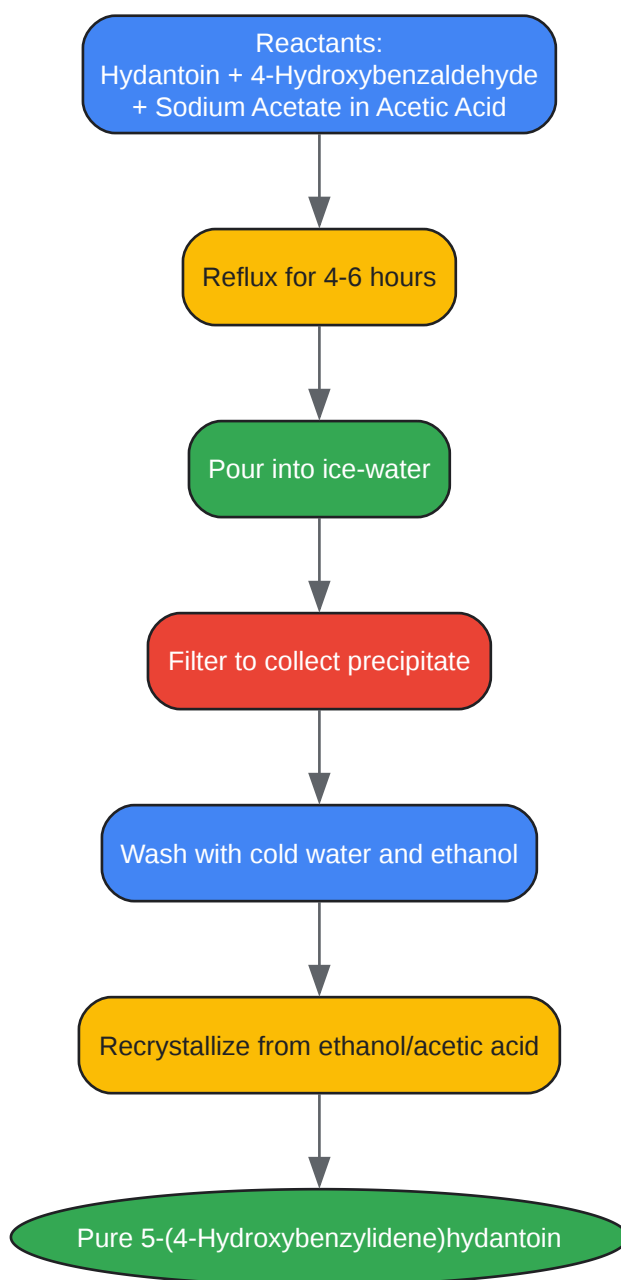 Reactants:
Hydantoin + 4-Hydroxybenzaldehyde
+ Sodium Acetate in Acetic Acid
Reflux for 4-6 hours
Pour into ice-water
Filter to collect precipitate
Wash with cold water and ethanol
Recrystallize from ethanol/acetic acid
Pure 5-(4-Hydroxybenzylidene)hydantoin